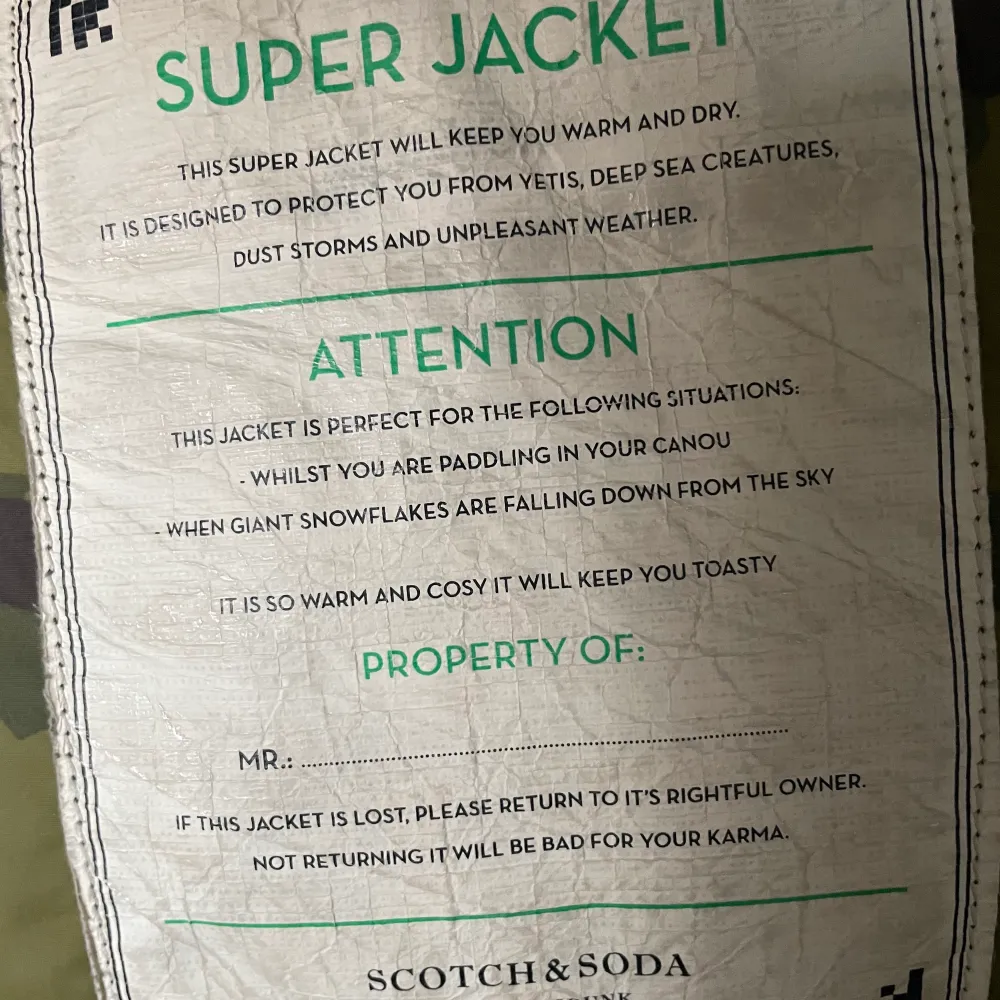 SUPER JACKET
THIS SUPER JACKET WILL KEEP YOU WARM AND DRY.
IT IS DESIGNED TO PROTECT YOU FROM YETIS, DEEP SEA CREATURES,
DUST STORMS AND UNPLEASANT WEATHER.
ATTENTION
THIS JACKET IS PERFECT FOR THE FOLLOWING SITUATIONS:
- WHILST YOU ARE PADDLING IN YOUR CANOU
- WHEN GIANT SNOWFLAKES ARE FALLING DOWN FROM THE SKY
IT IS SO WARM AND COSY IT WILL KEEP YOU TOASTY
PROPERTY OF:
MR.: ................................................................
IF THIS JACKET IS LOST, PLEASE RETURN TO IT'S RIGHTFUL OWNER.
NOT RETURNING IT WILL BE BAD FOR YOUR KARMA.
SCOTCH & SODA